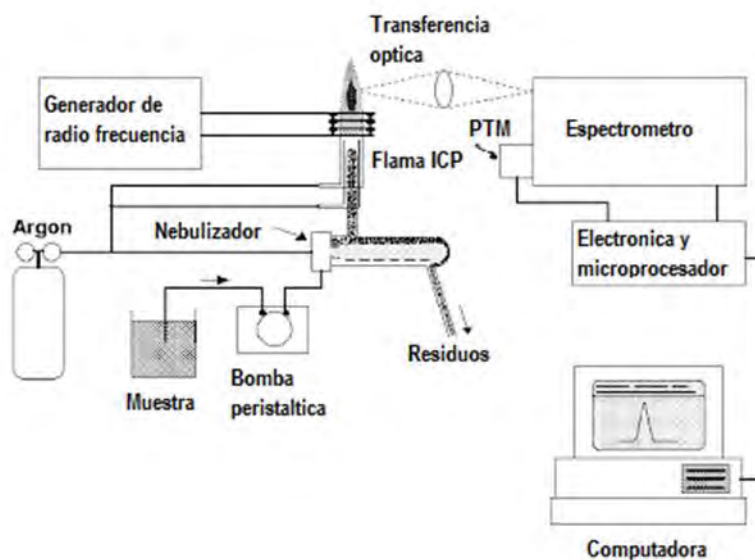 Transferencia
optica
Generador de
radio frecuencia
PTM
Espectrometro
Flama ICP
Argon
Nebulizador
Electronica y
microprocesador
Residuos
Muestra
Bomba
peristaltica
Computadora